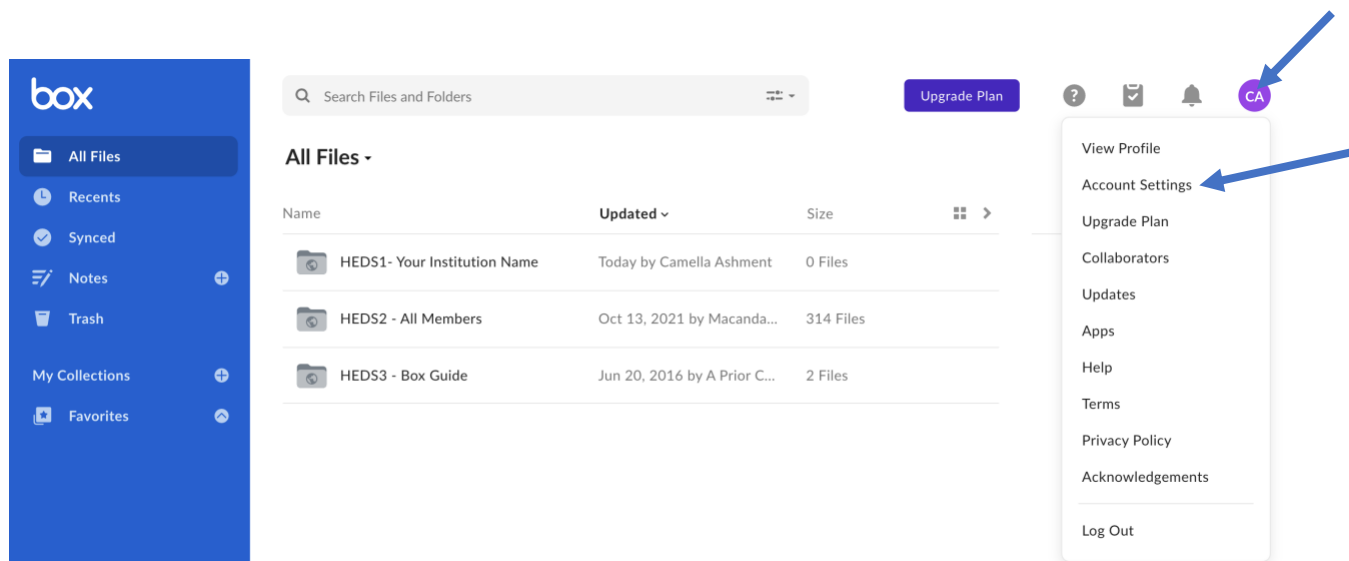 box
Search Files and Folders
Upgrade Plan
?
CA
All Files
Recents
Synced
Notes
Trash
My Collections
Favorites
All Files
Name Updated Size
HEDS1- Your Institution Name Today by Camella Ashment 0 Files
HEDS2 - All Members Oct 13, 2021 by Macanda... 314 Files
HEDS3 - Box Guide Jun 20, 2016 by A Prior C... 2 Files
View Profile
Account Settings
Upgrade Plan
Collaborators
Updates
Apps
Help
Terms
Privacy Policy
Acknowledgements
Log Out